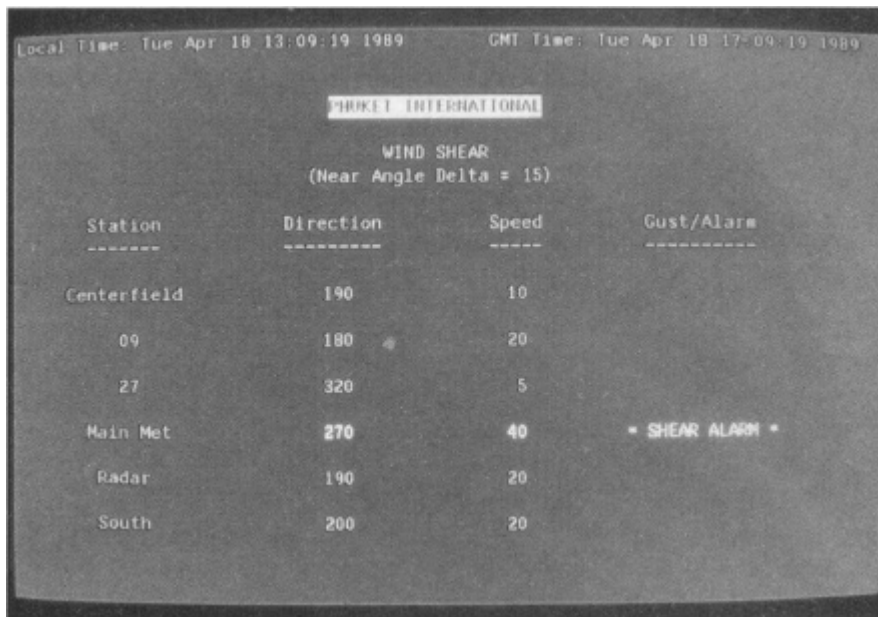 Local Time: Tue Apr 18 13:09:19 1989 GMT Time: Tue Apr 18 17:09:19 1989
PHUKET INTERNATIONAL
WIND SHEAR
(Near Angle Delta = 15)
Station Direction Speed Gust/Alarm
------- --------- ----- ----------
Centerfield 190 10
09 180 20
27 320 5
Main Met 270 40 * SHEAR ALARM *
Radar 190 20
South 200 20